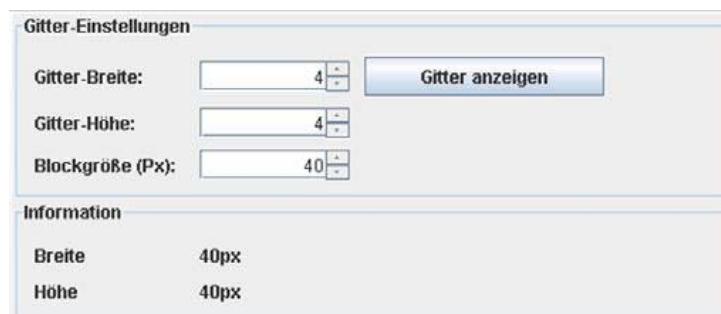 Gitter-Einstellungen
Gitter-Breite: 4 Gitter anzeigen
Gitter-Höhe: 4
Blockgröße (Px): 40
Information
Breite 40px
Höhe 40px